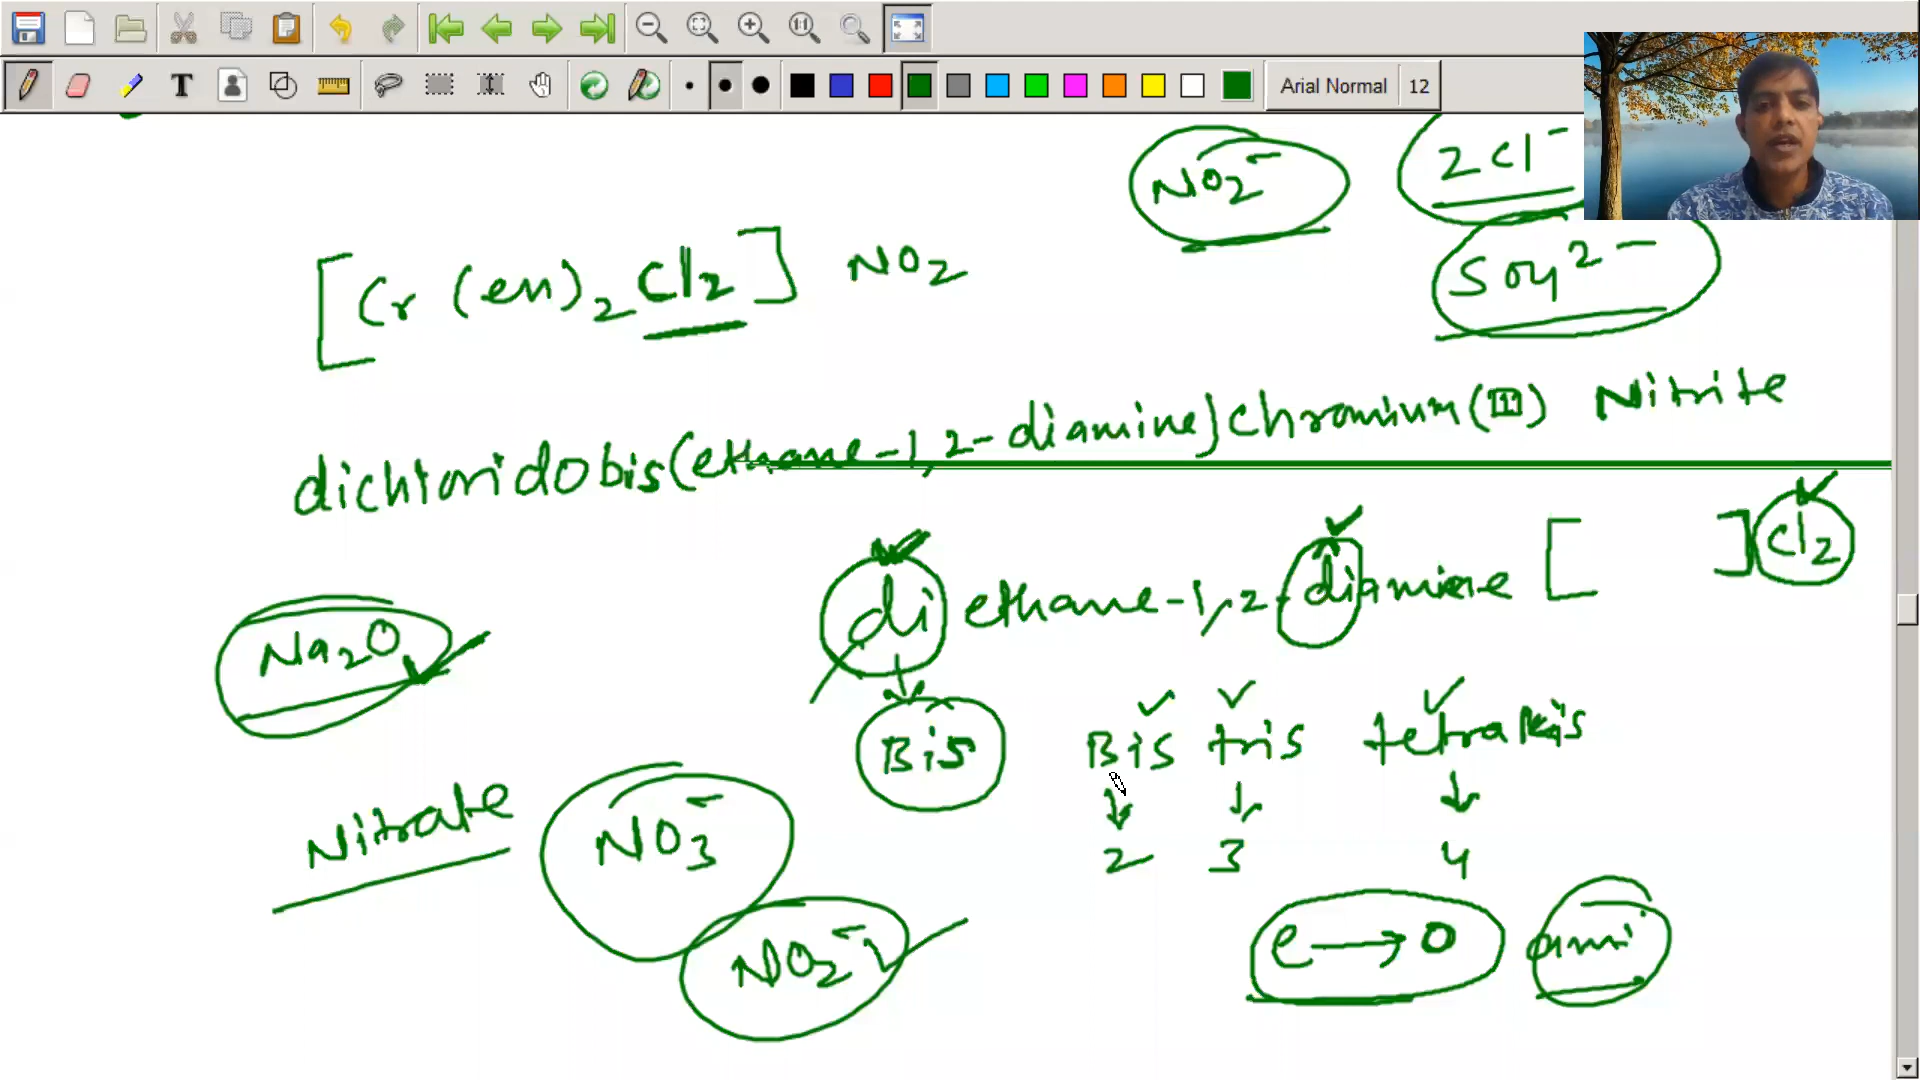 Arial Normal 12
NO2⁻ 2Cl⁻
SO4²⁻
[Cr(en)2Cl2] NO2
dichloridobis(ethane-1,2-diamine)chromium(III) Nitrite
di ethane-1,2-diamine [ ]Cl2
Na2O
Bis Bis tris tetrakis
Nitrate NO3⁻
2 3 4
NO2⁻ e → O ami